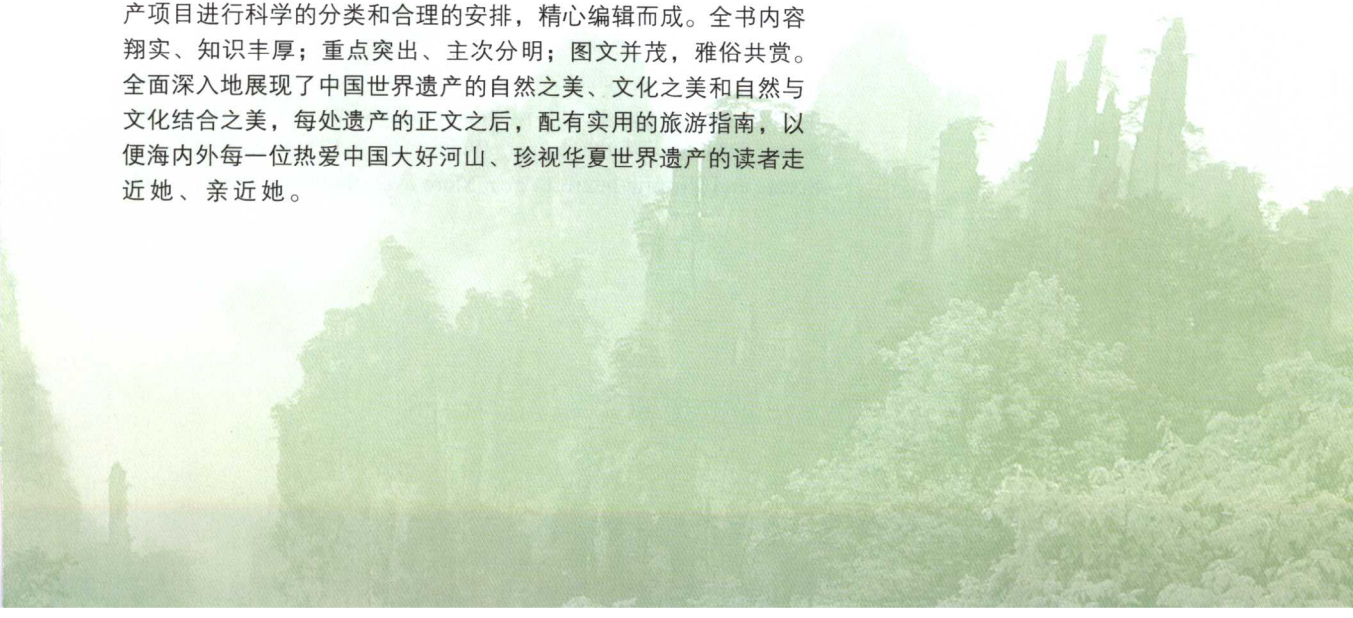 产项目进行科学的分类和合理的安排，精心编辑而成。全书内容
翔实、知识丰厚；重点突出、主次分明；图文并茂，雅俗共赏。
全面深入地展现了中国世界遗产的自然之美、文化之美和自然与
文化结合之美，每处遗产的正文之后，配有实用的旅游指南，以
便海内外每一位热爱中国大好河山、珍视华夏世界遗产的读者走
近她、亲近她。